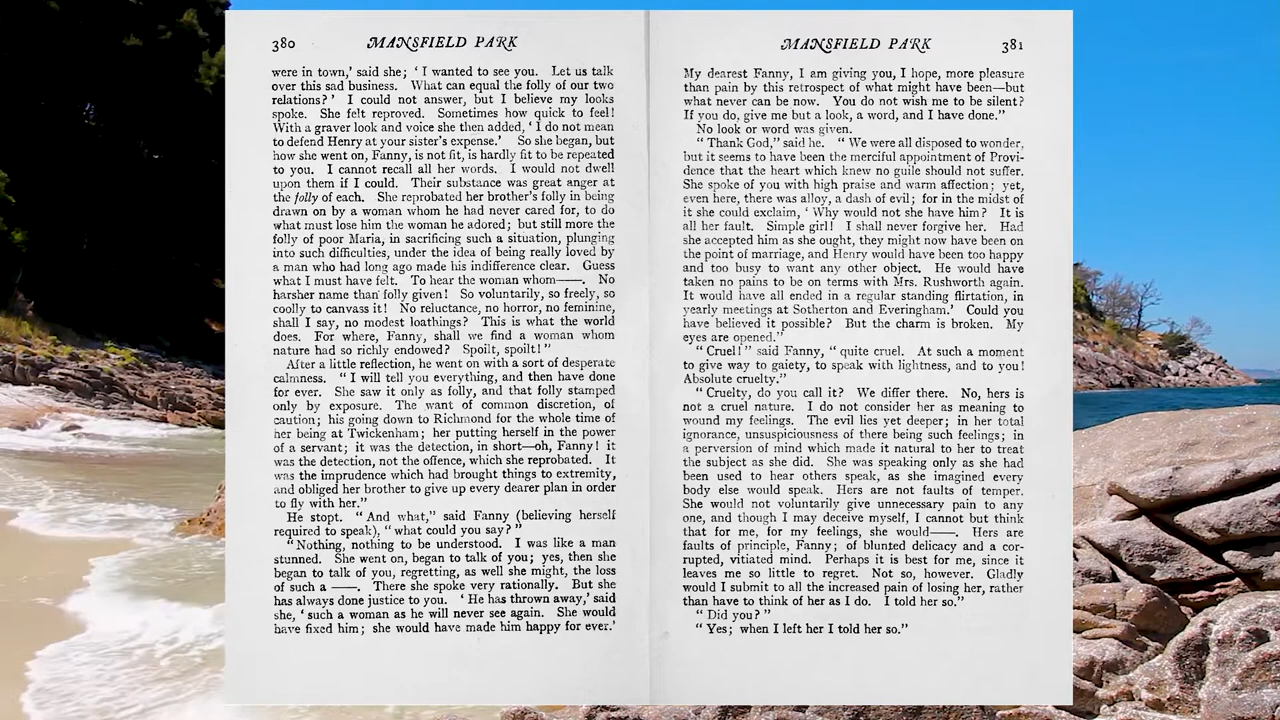 380 MANSFIELD PARK
were in town,' said she; ' I wanted to see you. Let us talk
over this sad business. What can equal the folly of our two
relations?' I could not answer, but I believe my looks
spoke. She felt reproved. Sometimes how quick to feel!
With a graver look and voice she then added, ' I do not mean
to defend Henry at your sister's expense.' So she began, but
how she went on, Fanny, is not fit, is hardly fit to be repeated
to you. I cannot recall all her words. I would not dwell
upon them if I could. Their substance was great anger at
the folly of each. She reprobated her brother's folly in being
drawn on by a woman whom he had never cared for, to do
what must lose him the woman he adored; but still more the
folly of poor Maria, in sacrificing such a situation, plunging
into such difficulties, under the idea of being really loved by
a man who had long ago made his indifference clear. Guess
what I must have felt. To hear the woman whom——. No
harsher name than folly given! So voluntarily, so freely, so
coolly to canvass it! No reluctance, no horror, no feminine,
shall I say, no modest loathings? This is what the world
does. For where, Fanny, shall we find a woman whom
nature had so richly endowed? Spoilt, spoilt!"
After a little reflection, he went on with a sort of desperate
calmness. "I will tell you everything, and then have done
for ever. She saw it only as folly, and that folly stamped
only by exposure. The want of common discretion, of
caution; his going down to Richmond for the whole time of
her being at Twickenham; her putting herself in the power
of a servant; it was the detection, in short—oh, Fanny! it
was the detection, not the offence, which she reprobated. It
was the imprudence which had brought things to extremity,
and obliged her brother to give up every dearer plan in order
to fly with her."
He stopt. "And what," said Fanny (believing herself
required to speak), "what could you say?"
"Nothing, nothing to be understood. I was like a man
stunned. She went on, began to talk of you; yes, then she
began to talk of you, regretting, as well she might, the loss
of such a ——. There she spoke very rationally. But she
has always done justice to you. ' He has thrown away,' said
she, ' such a woman as he will never see again. She would
have fixed him; she would have made him happy for ever.'
MANSFIELD PARK 381
My dearest Fanny, I am giving you, I hope, more pleasure
than pain by this retrospect of what might have been—but
what never can be now. You do not wish me to be silent?
If you do, give me but a look, a word, and I have done."
No look or word was given.
"Thank God," said he. "We were all disposed to wonder,
but it seems to have been the merciful appointment of Provi-
dence that the heart which knew no guile should not suffer.
She spoke of you with high praise and warm affection; yet,
even here, there was alloy, a dash of evil; for in the midst of
it she could exclaim, ' Why would not she have him? It is
all her fault. Simple girl! I shall never forgive her. Had
she accepted him as she ought, they might now have been on
the point of marriage, and Henry would have been too happy
and too busy to want any other object. He would have
taken no pains to be on terms with Mrs. Rushworth again.
It would have all ended in a regular standing flirtation, in
yearly meetings at Sotherton and Everingham.' Could you
have believed it possible? But the charm is broken. My
eyes are opened."
"Cruel!" said Fanny, "quite cruel. At such a moment
to give way to gaiety, to speak with lightness, and to you!
Absolute cruelty."
"Cruelty, do you call it? We differ there. No, hers is
not a cruel nature. I do not consider her as meaning to
wound my feelings. The evil lies yet deeper; in her total
ignorance, unsuspiciousness of there being such feelings; in
a perversion of mind which made it natural to her to treat
the subject as she did. She was speaking only as she had
been used to hear others speak, as she imagined every
body else would speak. Hers are not faults of temper.
She would not voluntarily give unnecessary pain to any
one, and though I may deceive myself, I cannot but think
that for me, for my feelings, she would——. Hers are
faults of principle, Fanny; of blunted delicacy and a cor-
rupted, vitiated mind. Perhaps it is best for me, since it
leaves me so little to regret. Not so, however. Gladly
would I submit to all the increased pain of losing her, rather
than have to think of her as I do. I told her so."
"Did you?"
"Yes; when I left her I told her so."